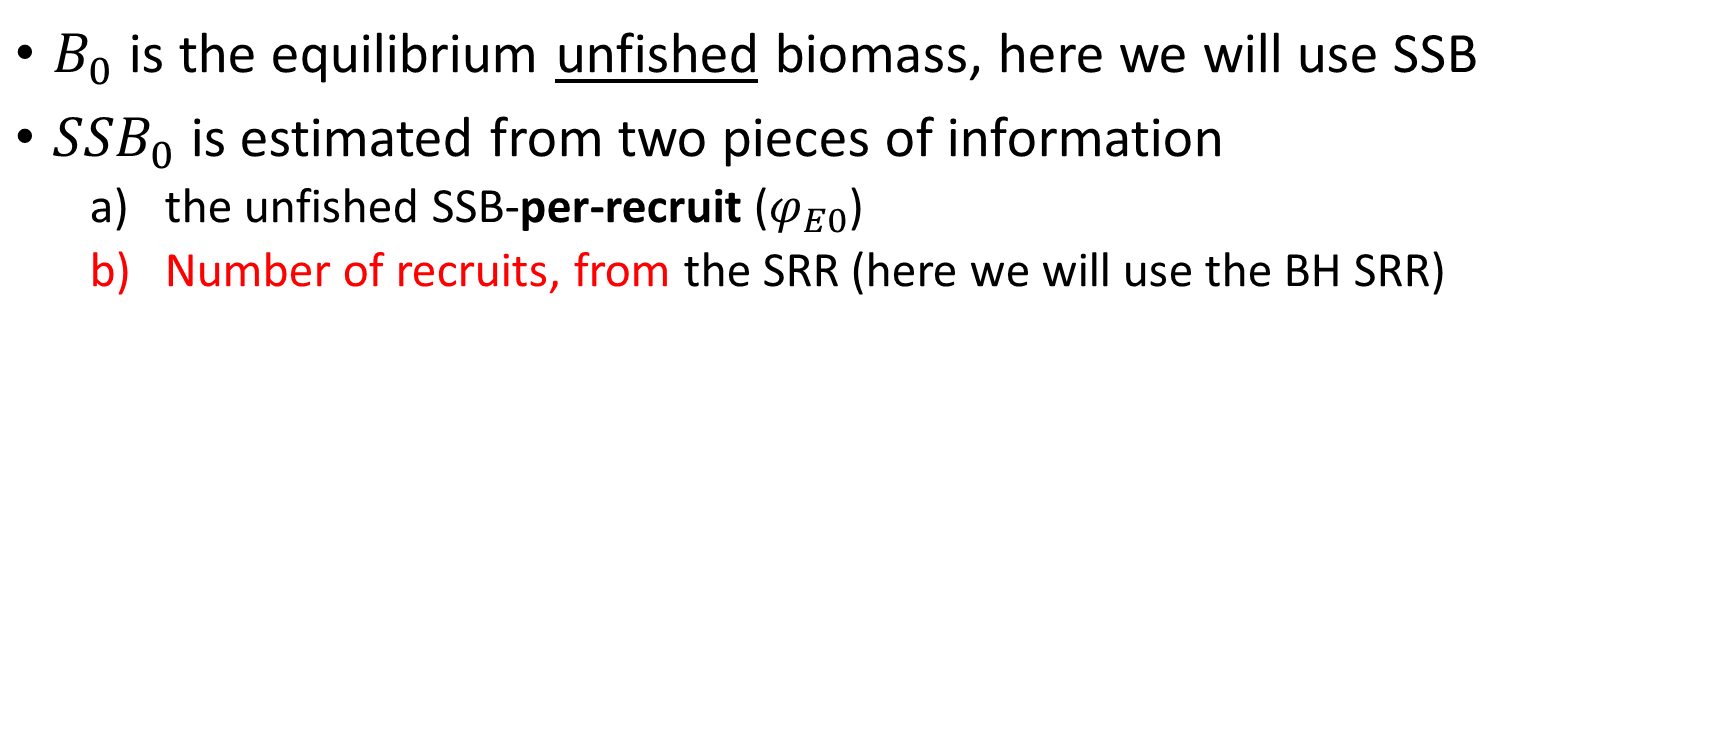 • B₀ is the equilibrium unfished biomass, here we will use SSB
• SSB₀ is estimated from two pieces of information
a) the unfished SSB-per-recruit (φ_E0)
b) Number of recruits, from the SRR (here we will use the BH SRR)